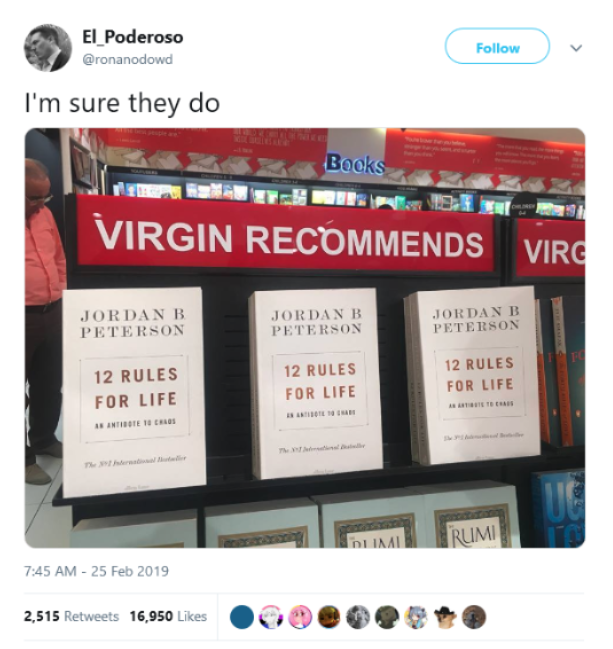 El_Poderoso
@ronanodowd
Follow
I'm sure they do
Books
VIRGIN RECOMMENDS
VIRG
JORDAN B
PETERSON
12 RULES
FOR LIFE
AN ANTIDOTE TO CHAOS
The Nº1 International Bestseller
JORDAN B
PETERSON
12 RULES
FOR LIFE
AN ANTIDOTE TO CHAOS
The Nº1 International Bestseller
JORDAN B
PETERSON
12 RULES
FOR LIFE
AN ANTIDOTE TO CHAOS
The Nº1 International Bestseller
RUMI
RUMI
7:45 AM - 25 Feb 2019
2,515 Retweets 16,950 Likes